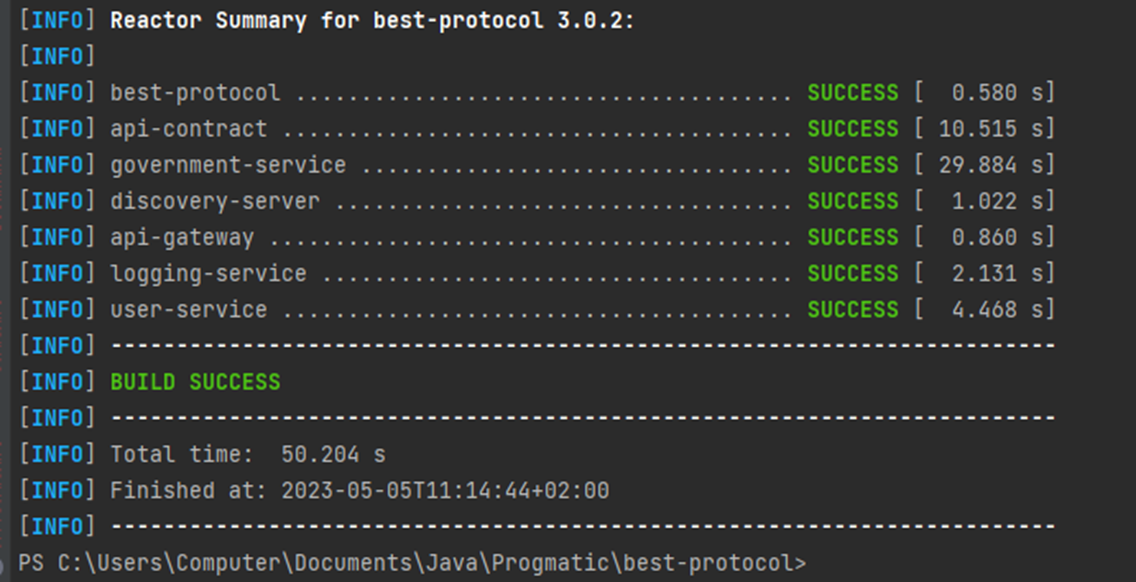 [INFO] Reactor Summary for best-protocol 3.0.2:
[INFO]
[INFO] best-protocol ...................................... SUCCESS [  0.580 s]
[INFO] api-contract ....................................... SUCCESS [ 10.515 s]
[INFO] government-service ................................. SUCCESS [ 29.884 s]
[INFO] discovery-server ................................... SUCCESS [  1.022 s]
[INFO] api-gateway ........................................ SUCCESS [  0.860 s]
[INFO] logging-service .................................... SUCCESS [  2.131 s]
[INFO] user-service ....................................... SUCCESS [  4.468 s]
[INFO] ------------------------------------------------------------------------
[INFO] BUILD SUCCESS
[INFO] ------------------------------------------------------------------------
[INFO] Total time:  50.204 s
[INFO] Finished at: 2023-05-05T11:14:44+02:00
[INFO] ------------------------------------------------------------------------
PS C:\Users\Computer\Documents\Java\Progmatic\best-protocol>